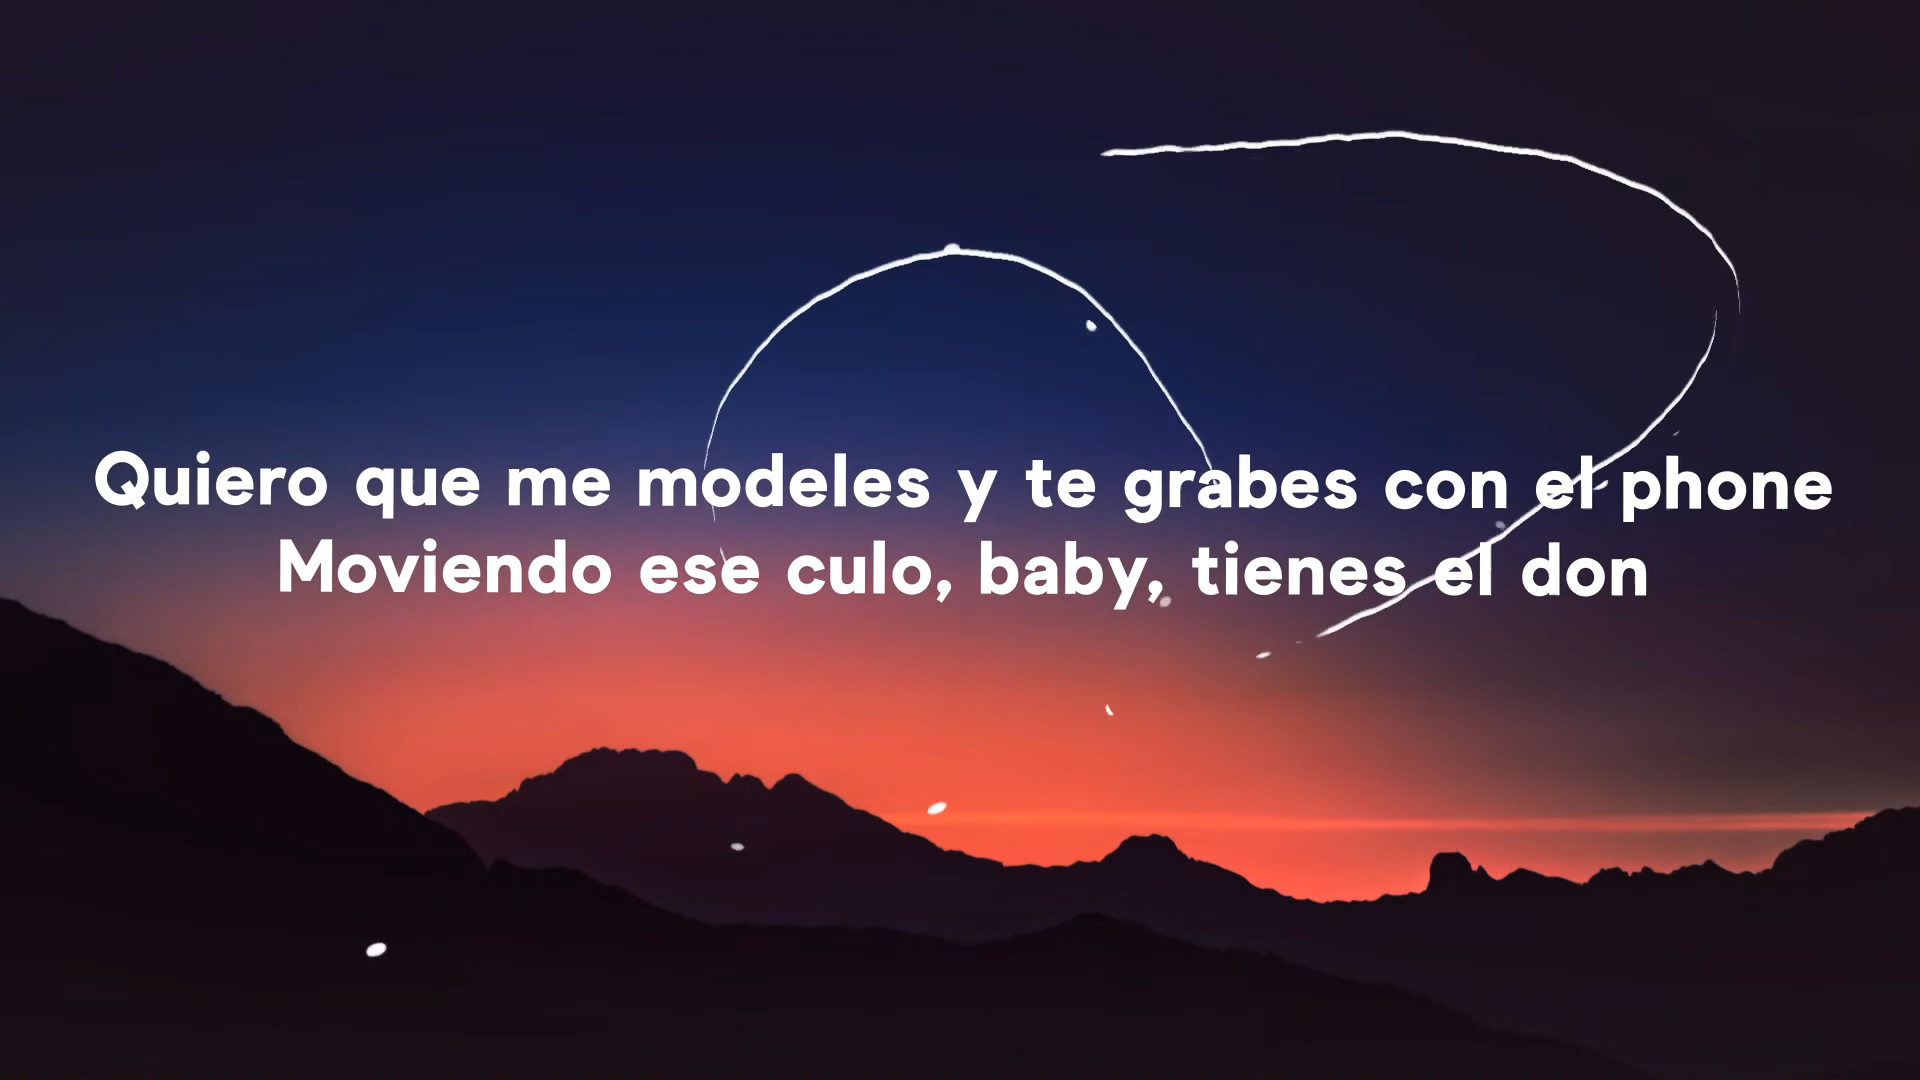 Quiero que me modeles y te grabes con el phone
Moviendo ese culo, baby, tienes el don